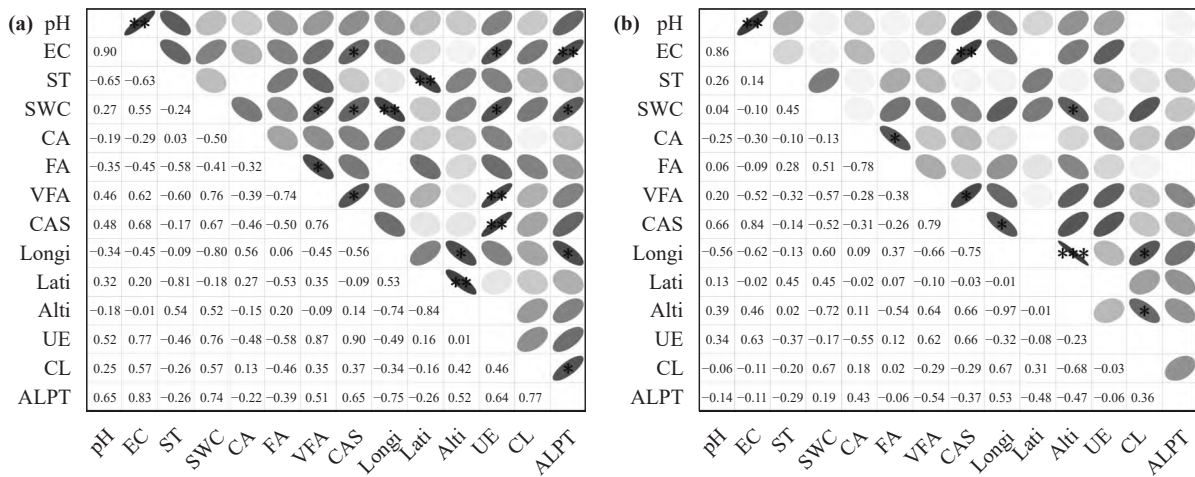 (a)
pH ** 
EC 0.90 * * **
ST −0.65 −0.63 **
SWC 0.27 0.55 −0.24 * * ** * *
CA −0.19 −0.29 0.03 −0.50
FA −0.35 −0.45 −0.58 −0.41 −0.32 *
VFA 0.46 0.62 −0.60 0.76 −0.39 −0.74 * **
CAS 0.48 0.68 −0.17 0.67 −0.46 −0.50 0.76 **
Longi −0.34 −0.45 −0.09 −0.80 0.56 0.06 −0.45 −0.56 * *
Lati 0.32 0.20 −0.81 −0.18 0.27 −0.53 0.35 −0.09 0.53 **
Alti −0.18 −0.01 0.54 0.52 −0.15 0.20 −0.09 0.14 −0.74 −0.84
UE 0.52 0.77 −0.46 0.76 −0.48 −0.58 0.87 0.90 −0.49 0.16 0.01
CL 0.25 0.57 −0.26 0.57 0.13 −0.46 0.35 0.37 −0.34 −0.16 0.42 0.46 *
ALPT 0.65 0.83 −0.26 0.74 −0.22 −0.39 0.51 0.65 −0.75 −0.26 0.52 0.64 0.77
pH EC ST SWC CA FA VFA CAS Longi Lati Alti UE CL ALPT
(b)
pH **
EC 0.86 **
ST 0.26 0.14
SWC 0.04 −0.10 0.45 *
CA −0.25 −0.30 −0.10 −0.13 *
FA 0.06 −0.09 0.28 0.51 −0.78
VFA 0.20 −0.52 −0.32 −0.57 −0.28 −0.38 *
CAS 0.66 0.84 −0.14 −0.52 −0.31 −0.26 0.79 *
Longi −0.56 −0.62 −0.13 0.60 0.09 0.37 −0.66 −0.75 *** *
Lati 0.13 −0.02 0.45 0.45 −0.02 0.07 −0.10 −0.03 −0.01
Alti 0.39 0.46 0.02 −0.72 0.11 −0.54 0.64 0.66 −0.97 −0.01 *
UE 0.34 0.63 −0.37 −0.17 −0.55 0.12 0.62 0.66 −0.32 −0.08 −0.23
CL −0.06 −0.11 −0.20 0.67 0.18 0.02 −0.29 −0.29 0.67 0.31 −0.68 −0.03
ALPT −0.14 −0.11 −0.29 0.19 0.43 −0.06 −0.54 −0.37 0.53 −0.48 −0.47 −0.06 0.36
pH EC ST SWC CA FA VFA CAS Longi Lati Alti UE CL ALPT